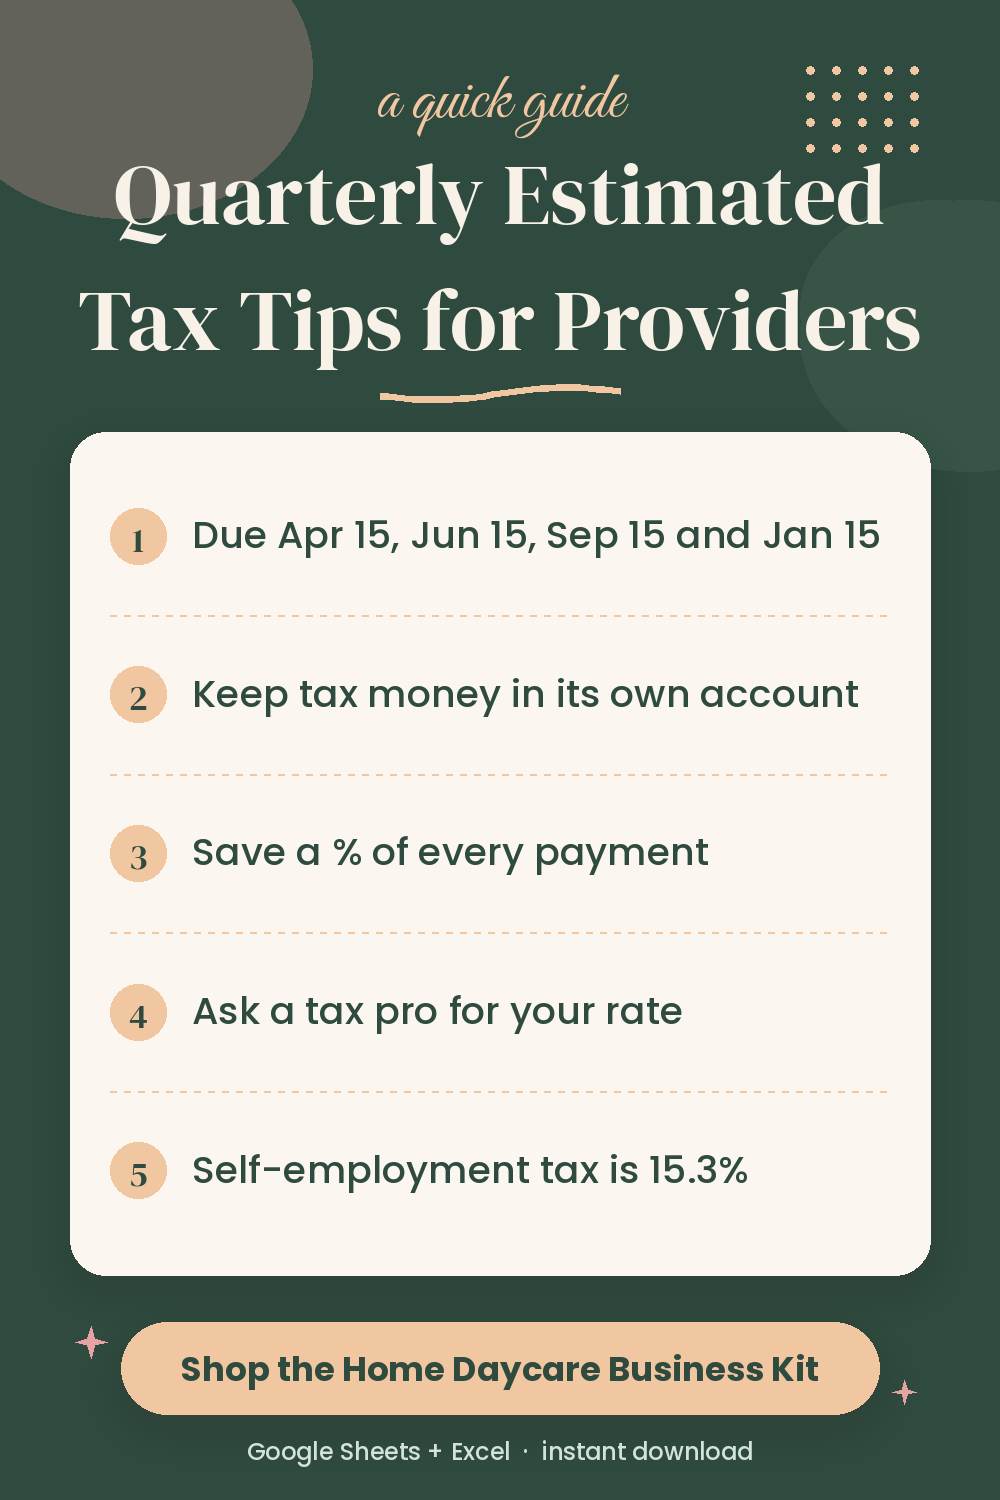 a quick guide
Quarterly Estimated
Tax Tips for Providers
1 Due Apr 15, Jun 15, Sep 15 and Jan 15
2 Keep tax money in its own account
3 Save a % of every payment
4 Ask a tax pro for your rate
5 Self-employment tax is 15.3%
Shop the Home Daycare Business Kit
Google Sheets + Excel · instant download